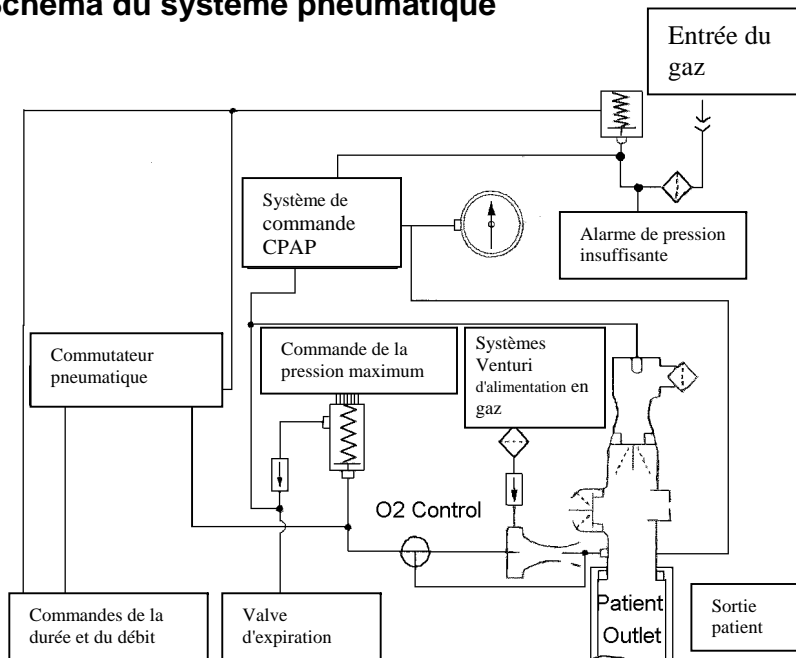 Schéma du système pneumatique
Entrée du
gaz
Système de
commande
CPAP
Alarme de pression
insuffisante
Commutateur
pneumatique
Commande de la
pression maximum
Systèmes
Venturi
d'alimentation en
gaz
O2 Control
Commandes de la
durée et du débit
Valve
d'expiration
Patient
Outlet
Sortie
patient